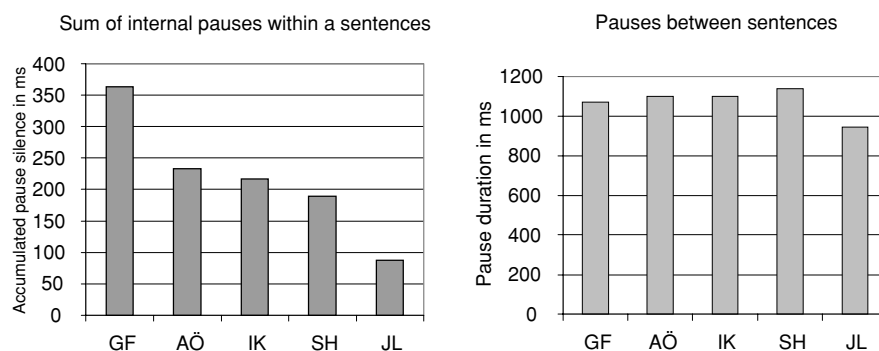 Sum of internal pauses within a sentences
Accumulated pause silence in ms
400
350
300
250
200
150
100
50
0
GF AÖ IK SH JL
Pauses between sentences
Pause duration in ms
1200
1000
800
600
400
200
0
GF AÖ IK SH JL